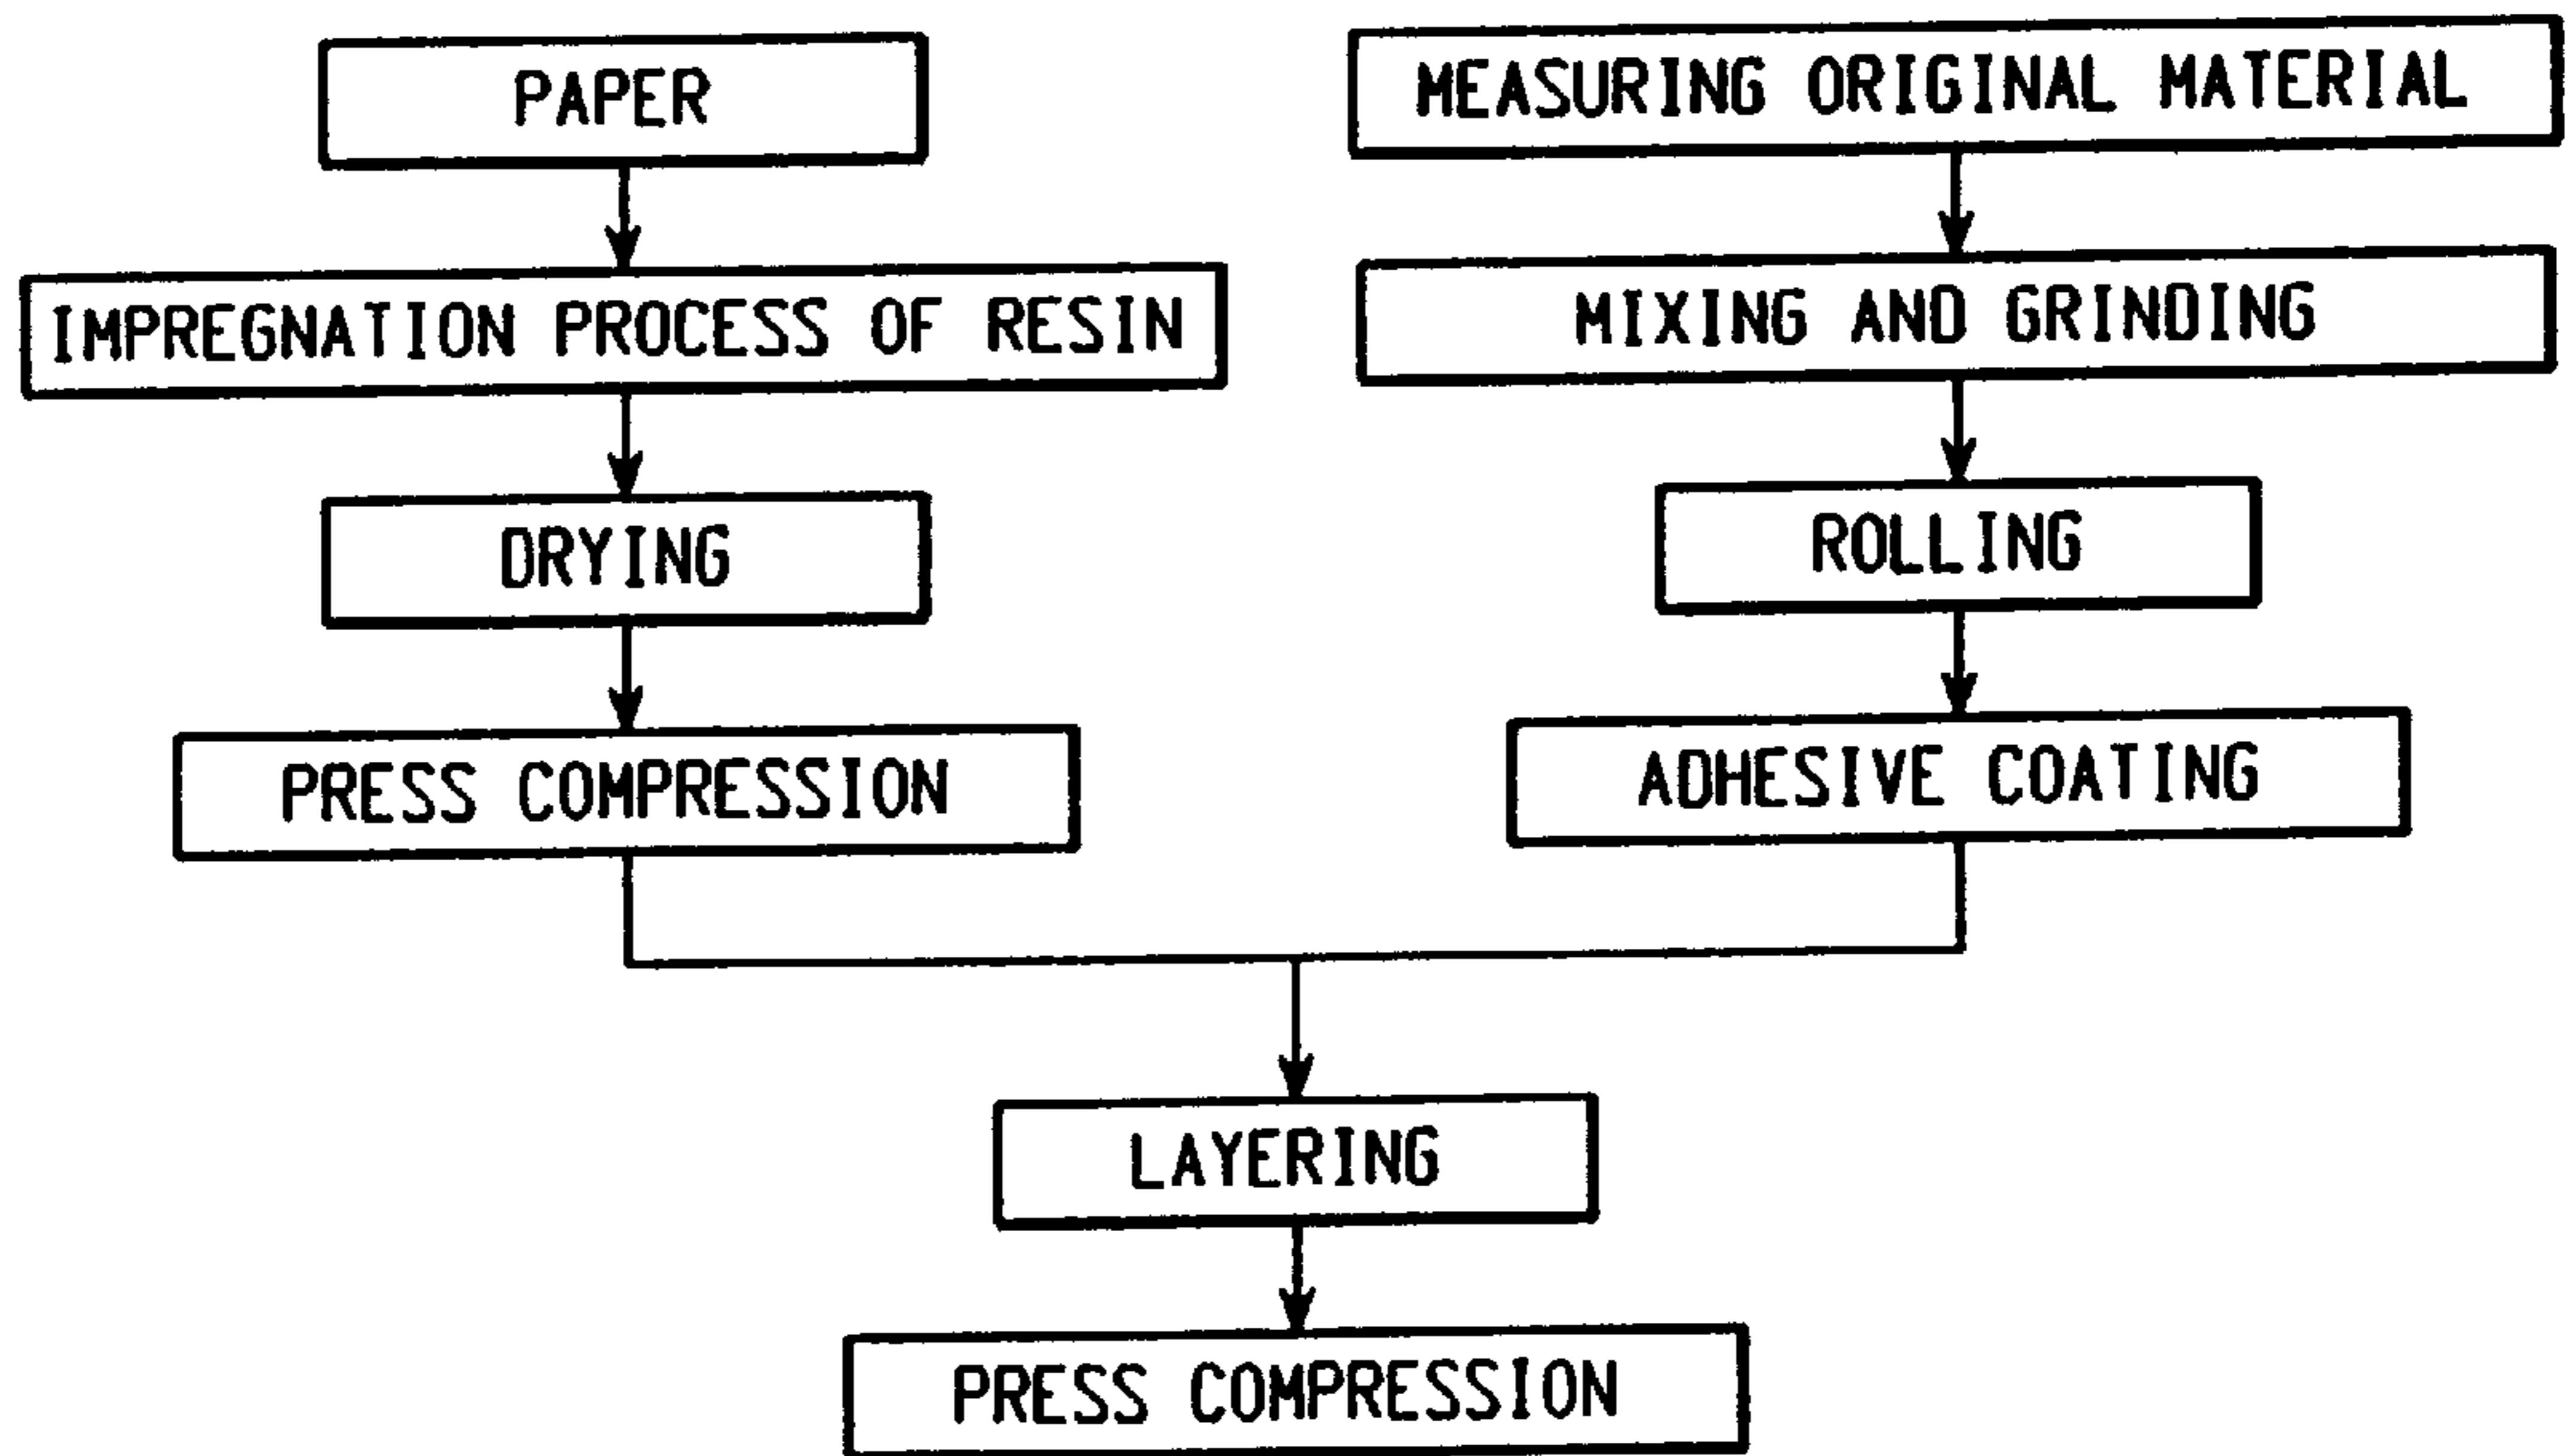 PAPER
IMPREGNATION PROCESS OF RESIN
DRYING
PRESS COMPRESSION
MEASURING ORIGINAL MATERIAL
MIXING AND GRINDING
ROLLING
ADHESIVE COATING
LAYERING
PRESS COMPRESSION